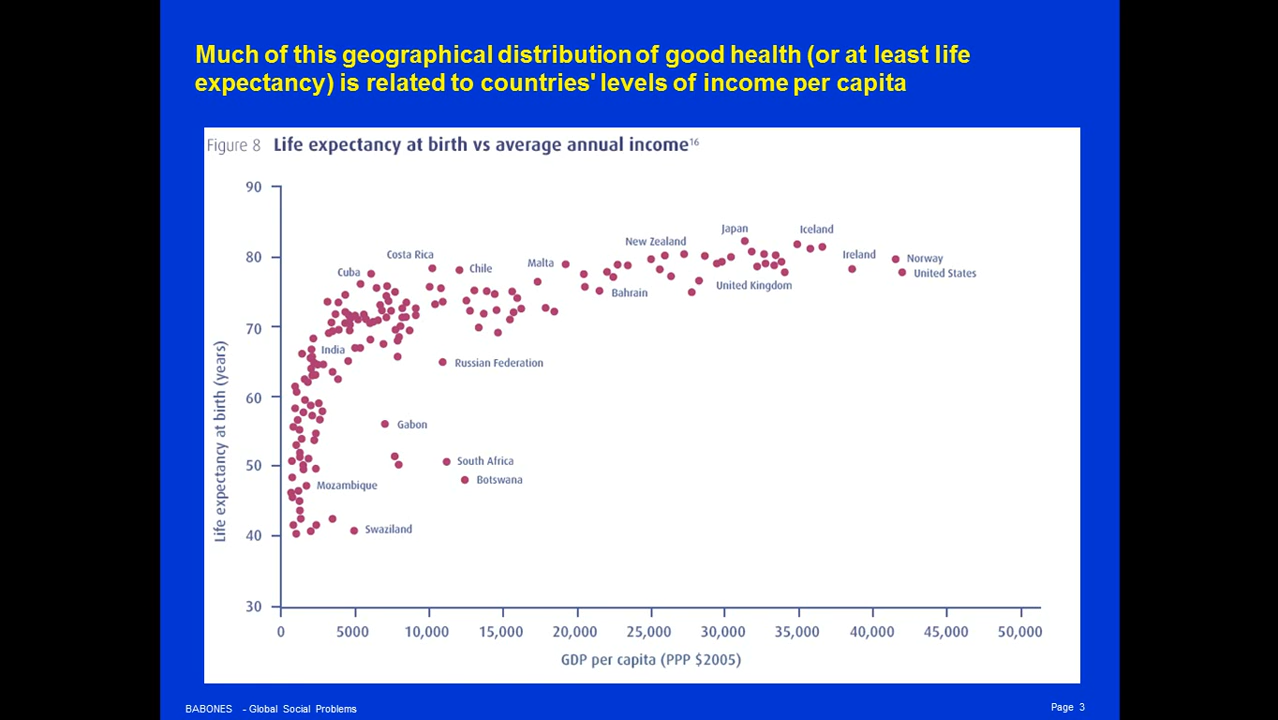 Much of this geographical distribution of good health (or at least life
expectancy) is related to countries' levels of income per capita
Figure 8 Life expectancy at birth vs average annual income16
90
80
70
60
50
40
30
Life expectancy at birth (years)
Japan
Iceland
New Zealand
Costa Rica
Ireland
Norway
Malta
Chile
Cuba
United States
United Kingdom
Bahrain
India
Russian Federation
Gabon
South Africa
Botswana
Mozambique
Swaziland
0 5000 10,000 15,000 20,000 25,000 30,000 35,000 40,000 45,000 50,000
GDP per capita (PPP $2005)
BABONES - Global Social Problems
Page 3